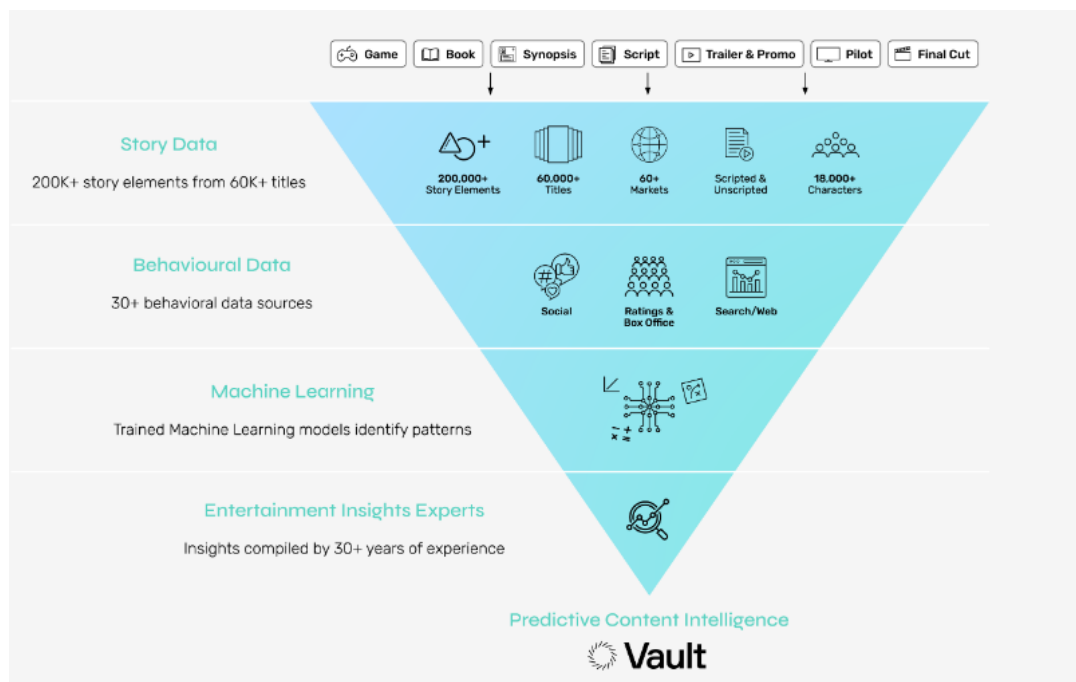 Game Book Synopsis Script Trailer & Promo Pilot Final Cut
Story Data
200K+ story elements from 60K+ titles
200,000+
Story Elements
60,000+
Titles
60+
Markets
Scripted &
Unscripted
18,000+
Characters
Behavioural Data
30+ behavioral data sources
Social
Ratings &
Box Office
Search/Web
Machine Learning
Trained Machine Learning models identify patterns
Entertainment Insights Experts
Insights compiled by 30+ years of experience
Predictive Content Intelligence
Vault